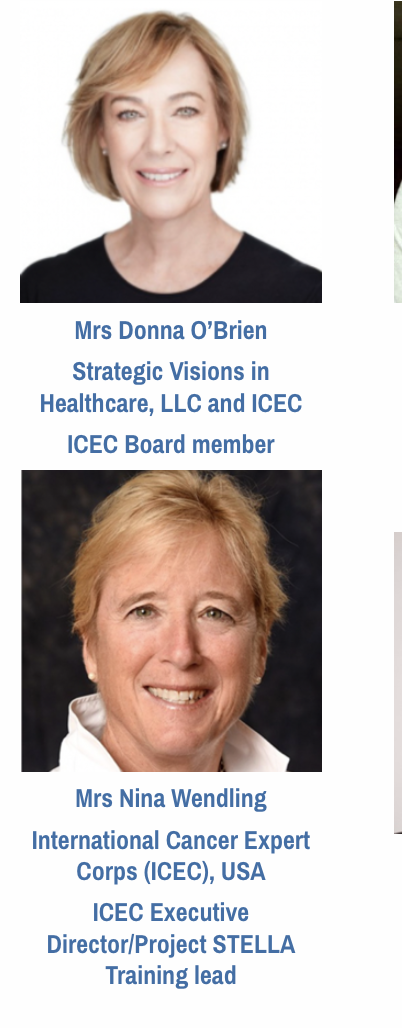 Mrs Donna O’Brien
Strategic Visions in
Healthcare, LLC and ICEC
ICEC Board member
Mrs Nina Wendling
International Cancer Expert
Corps (ICEC), USA
ICEC Executive
Director/Project STELLA
Training lead